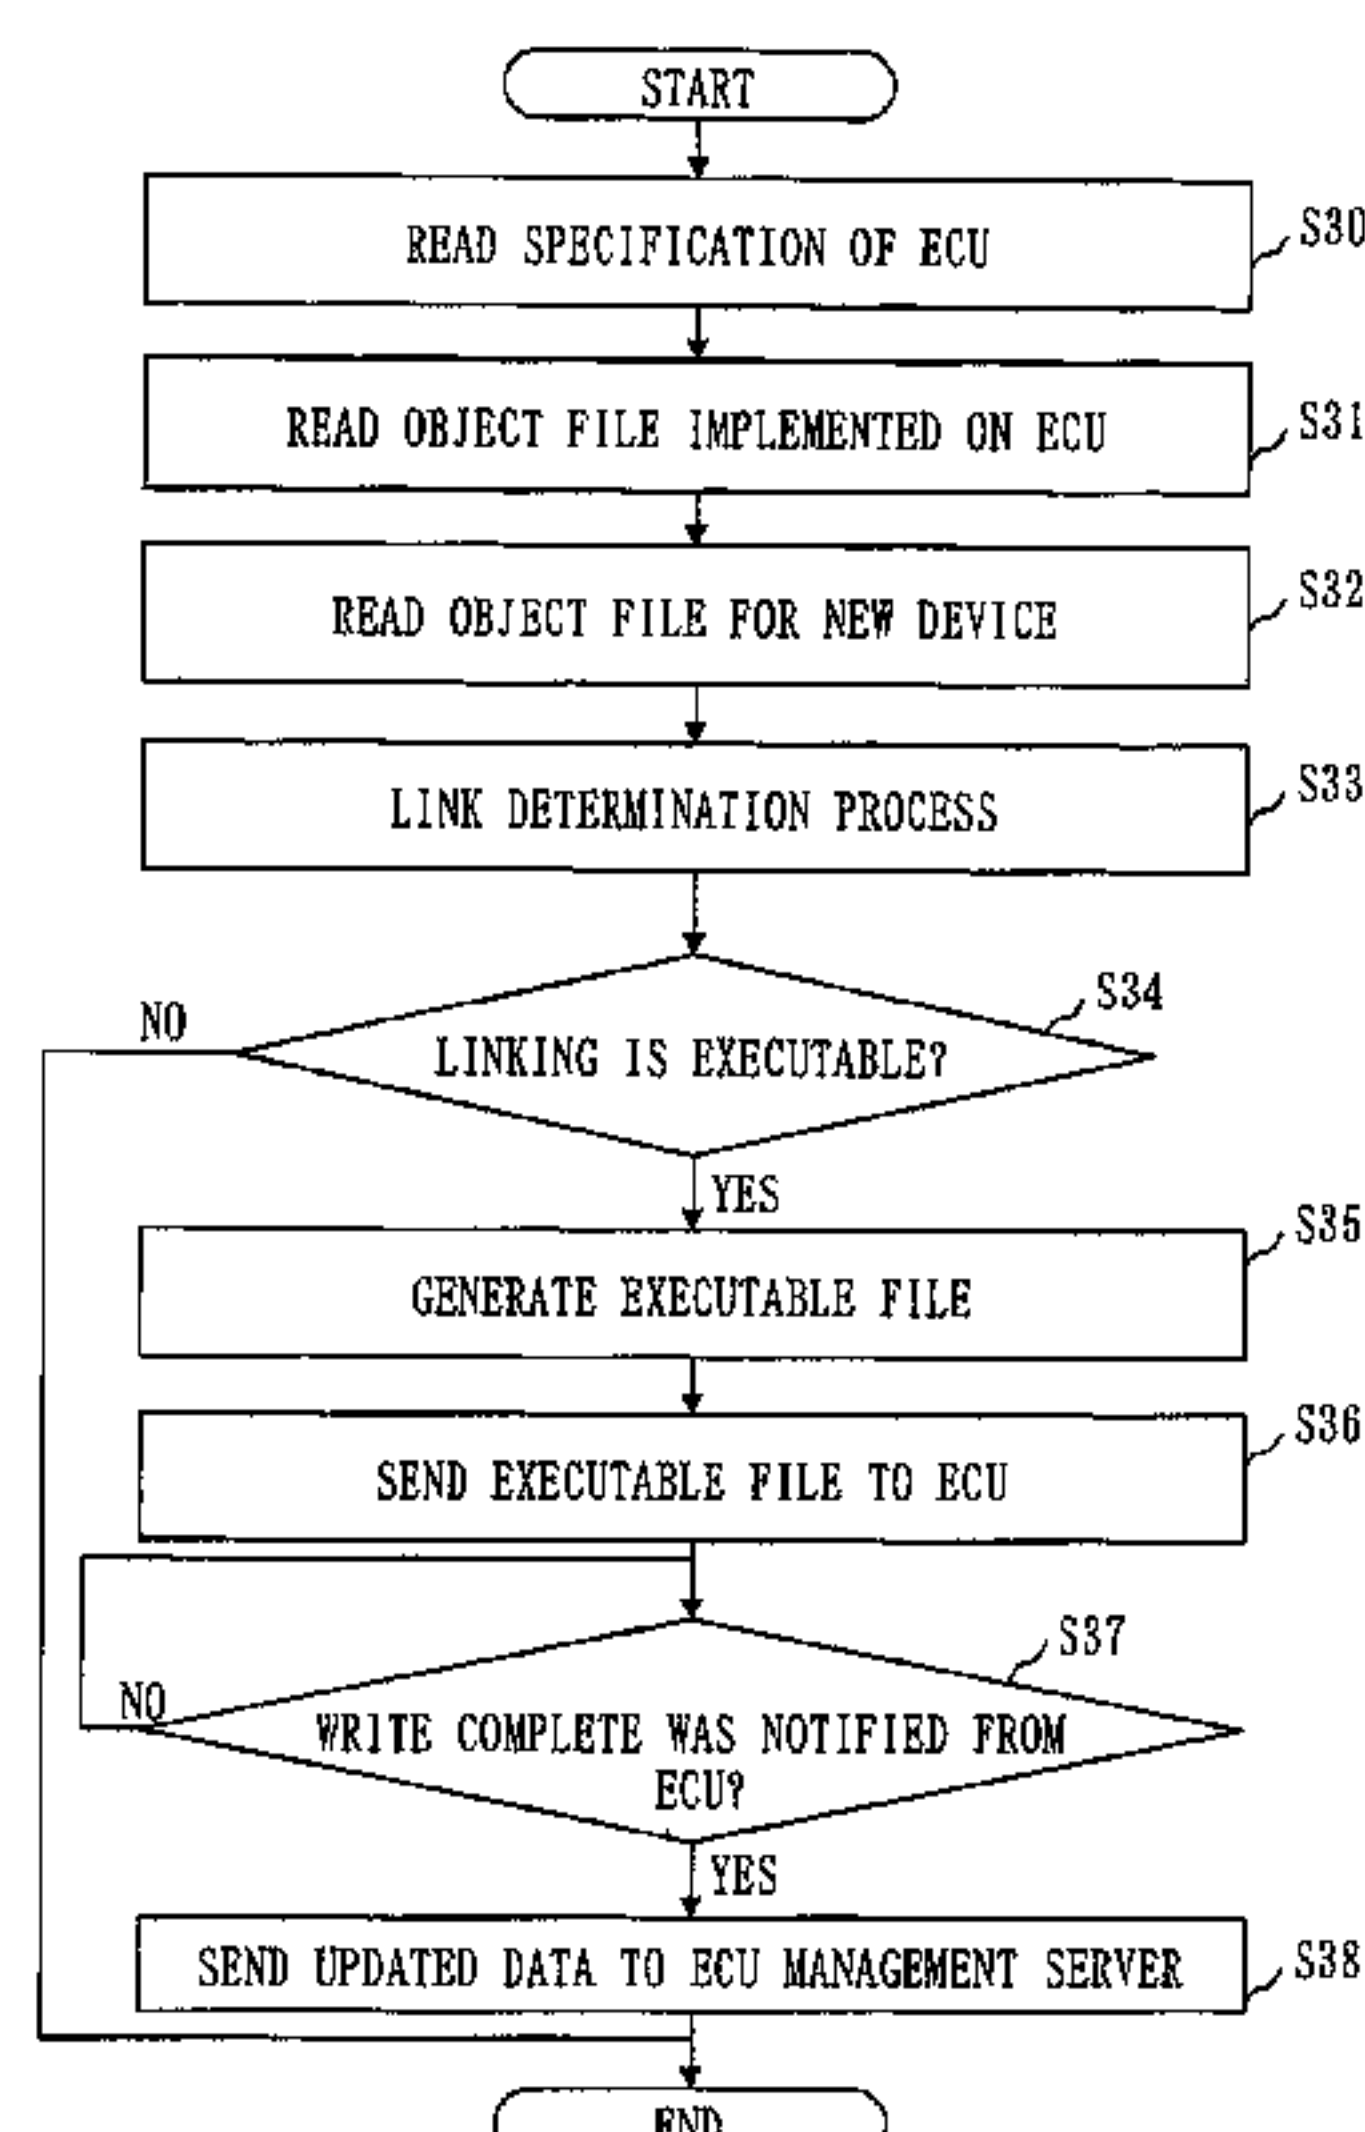 START
READ SPECIFICATION OF ECU
S30
READ OBJECT FILE IMPLEMENTED ON ECU
S31
READ OBJECT FILE FOR NEW DEVICE
S32
LINK DETERMINATION PROCESS
S33
NO
LINKING IS EXECUTABLE?
S34
YES
GENERATE EXECUTABLE FILE
S35
SEND EXECUTABLE FILE TO ECU
S36
NO
WRITE COMPLETE WAS NOTIFIED FROM
ECU?
S37
YES
SEND UPDATED DATA TO ECU MANAGEMENT SERVER
S38
END